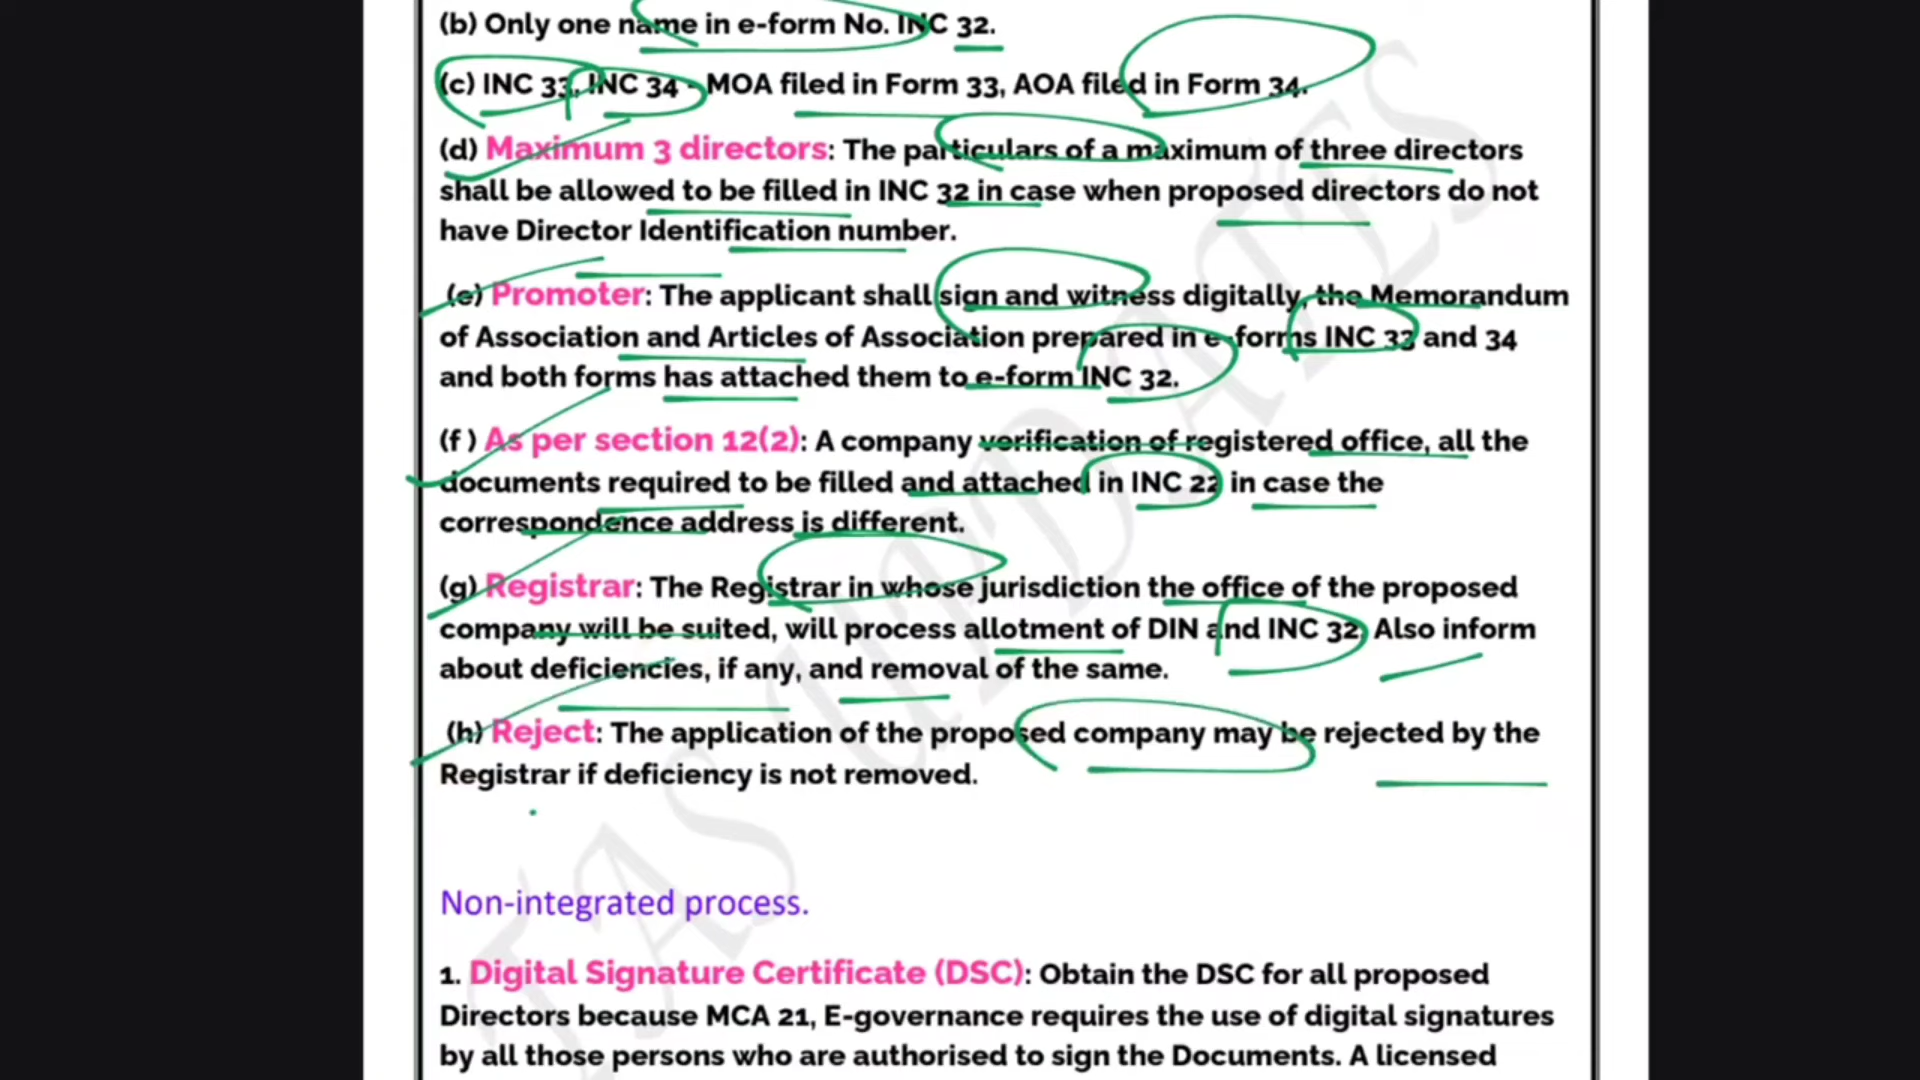 (b) Only one name in e-form No. INC 32.
(c) INC 33, INC 34 - MOA filed in Form 33, AOA filed in Form 34.
(d) Maximum 3 directors: The particulars of a maximum of three directors
shall be allowed to be filled in INC 32 in case when proposed directors do not
have Director Identification number.
(e) Promoter: The applicant shall sign and witness digitally, the Memorandum
of Association and Articles of Association prepared in e-forms INC 33 and 34
and both forms has attached them to e-form INC 32.
(f ) As per section 12(2): A company verification of registered office, all the
documents required to be filled and attached in INC 22 in case the
correspondence address is different.
(g) Registrar: The Registrar in whose jurisdiction the office of the proposed
company will be suited, will process allotment of DIN and INC 32. Also inform
about deficiencies, if any, and removal of the same.
(h) Reject: The application of the proposed company may be rejected by the
Registrar if deficiency is not removed.
Non-integrated process.
1. Digital Signature Certificate (DSC): Obtain the DSC for all proposed
Directors because MCA 21, E-governance requires the use of digital signatures
by all those persons who are authorised to sign the Documents. A licensed
IAS UPDATES